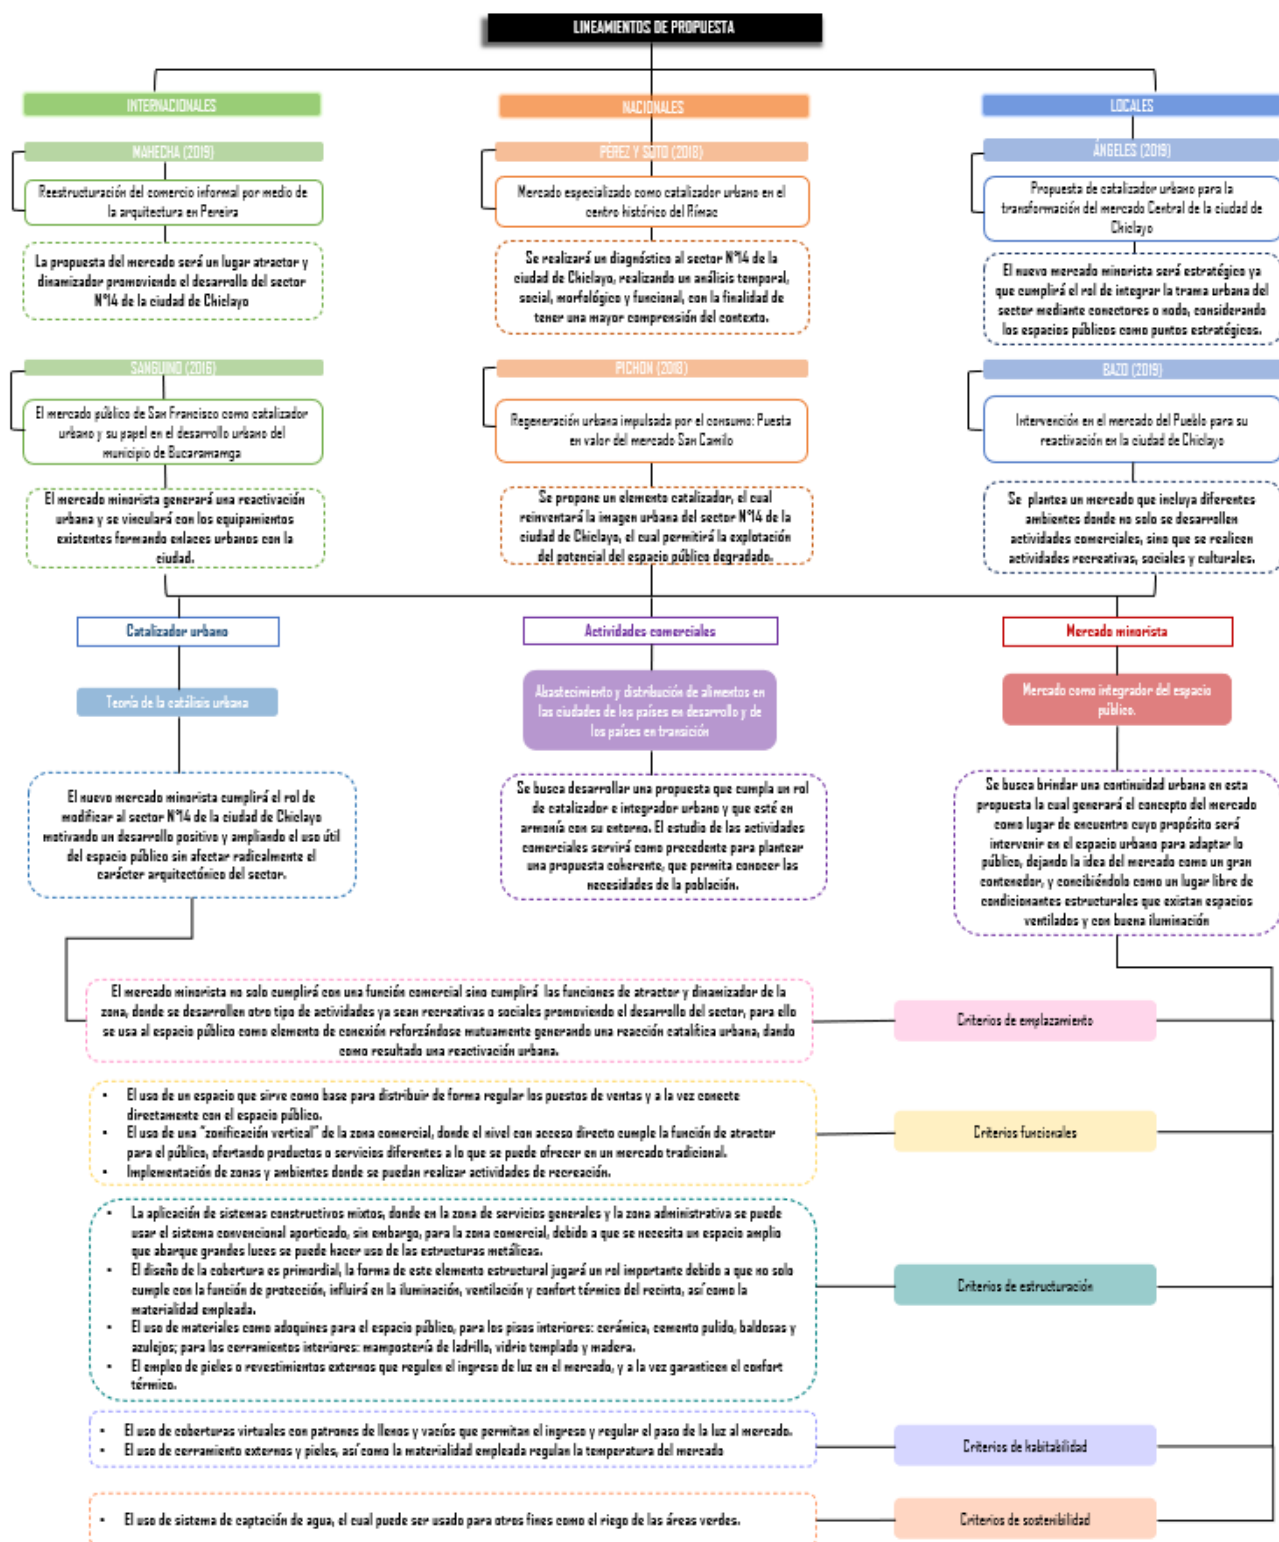 LINEAMIENTOS DE PROPUESTA
INTERNACIONALES
NACIONALES
LOCALES
MAHECHA (2019)
Reestructuración del comercio informal por medio de
la arquitectura en Pereira
La propuesta del mercado será un lugar atractor y
dinamizador promoviendo el desarrollo del sector
N°14 de la ciudad de Chiclayo
PÉREZ Y SOTO (2018)
Mercado especializado como catalizador urbano en el
centro histórico del Rímac
Se realizará un diagnóstico al sector N°14 de la
ciudad de Chiclayo, realizando un análisis temporal,
social, morfológico y funcional, con la finalidad de
tener una mayor comprensión del contexto.
ÁNGELES (2019)
Propuesta de catalizador urbano para la
transformación del mercado Central de la ciudad de
Chiclayo
El nuevo mercado minorista será estratégico ya
que cumplirá el rol de integrar la trama urbana del
sector mediante conectores o nodo, considerando
los espacios públicos como puntos estratégicos.
SANGUINO (2016)
El mercado público de San Francisco como catalizador
urbano y su papel en el desarrollo urbano del
municipio de Bucaramamga
El mercado minorista generará una reactivación
urbana y se vinculará con los equipamientos
existentes formando enlaces urbanos con la
ciudad.
PICHON (2018)
Regeneración urbana impulsada por el consumo: Puesta
en valor del mercado San Camilo
Se propone un elemento catalizador, el cual
reinventará la imagen urbana del sector N°14 de la
ciudad de Chiclayo, el cual permitirá la explotación
del potencial del espacio público degradado.
BAZO (2019)
Intervención en el mercado del Pueblo para su
reactivación en la ciudad de Chiclayo
Se plantea un mercado que incluya diferentes
ambientes donde no solo se desarrollen
actividades comerciales, sino que se realicen
actividades recreativas, sociales y culturales.
Catalizador urbano
Teoría de la catálisis urbana
El nuevo mercado minorista cumplirá el rol de
modificar al sector N°14 de la ciudad de Chiclayo
motivando un desarrollo positivo y ampliando el uso útil
del espacio público sin afectar radicalmente el
carácter arquitectónico del sector.
Actividades comerciales
Abastecimiento y distribución de alimentos en
las ciudades de los países en desarrollo y de
los países en transición
Se busca desarrollar una propuesta que cumpla un rol
de catalizador e integrador urbano y que esté en
armonía con su entorno. El estudio de las actividades
comerciales servirá como precedente para plantear
una propuesta coherente, que permita conocer las
necesidades de la población.
Mercado minorista
Mercado como integrador del espacio
público.
Se busca brindar una continuidad urbana en esta
propuesta la cual generará el concepto del mercado
como lugar de encuentro cuyo propósito será
intervenir en el espacio urbano para adaptar lo
público, dejando la idea del mercado como un gran
contenedor, y concibiéndolo como un lugar libre de
condicionantes estructurales que existan espacios
ventilados y con buena iluminación
El mercado minorista no solo cumplirá con una función comercial sino cumplirá las funciones de atractor y dinamizador de la
zona, donde se desarrollen otro tipo de actividades ya sean recreativas o sociales promoviendo el desarrollo del sector, para ello
se usa al espacio público como elemento de conexión reforzándose mutuamente generando una reacción catalítica urbana, dando
como resultado una reactivación urbana.
Criterios de emplazamiento
• El uso de un espacio que sirve como base para distribuir de forma regular los puestos de ventas y a la vez conecte
directamente con el espacio público.
• El uso de una "zonificación vertical" de la zona comercial, donde el nivel con acceso directo cumple la función de atractor
para el público, ofertando productos o servicios diferentes a lo que se puede ofrecer en un mercado tradicional.
• Implementación de zonas y ambientes donde se puedan realizar actividades de recreación.
Criterios funcionales
• La aplicación de sistemas constructivos mixtos, donde en la zona de servicios generales y la zona administrativa se puede
usar el sistema convencional aporticado, sin embargo, para la zona comercial, debido a que se necesita un espacio amplio
que abarque grandes luces se puede hacer uso de las estructuras metálicas.
• El diseño de la cobertura es primordial, la forma de este elemento estructural jugará un rol importante debido a que no solo
cumple con la función de protección, influirá en la iluminación, ventilación y confort térmico del recinto, así como la
materialidad empleada.
• El uso de materiales como adoquines para el espacio público, para los pisos interiores: cerámica, cemento pulido, baldosas y
azulejos; para los cerramientos interiores: mampostería de ladrillo, vidrio templado y madera.
• El empleo de pieles o revestimientos externos que regulen el ingreso de luz en el mercado, y a la vez garanticen el confort
térmico.
Criterios de estructuración
• El uso de coberturas virtuales con patrones de llenos y vacíos que permitan el ingreso y regular el paso de la luz al mercado.
• El uso de cerramiento externos y pieles, así como la materialidad empleada regulan la temperatura del mercado
Criterios de habitabilidad
• El uso de sistema de captación de agua, el cual puede ser usado para otros fines como el riego de las áreas verdes.
Criterios de sostenibilidad